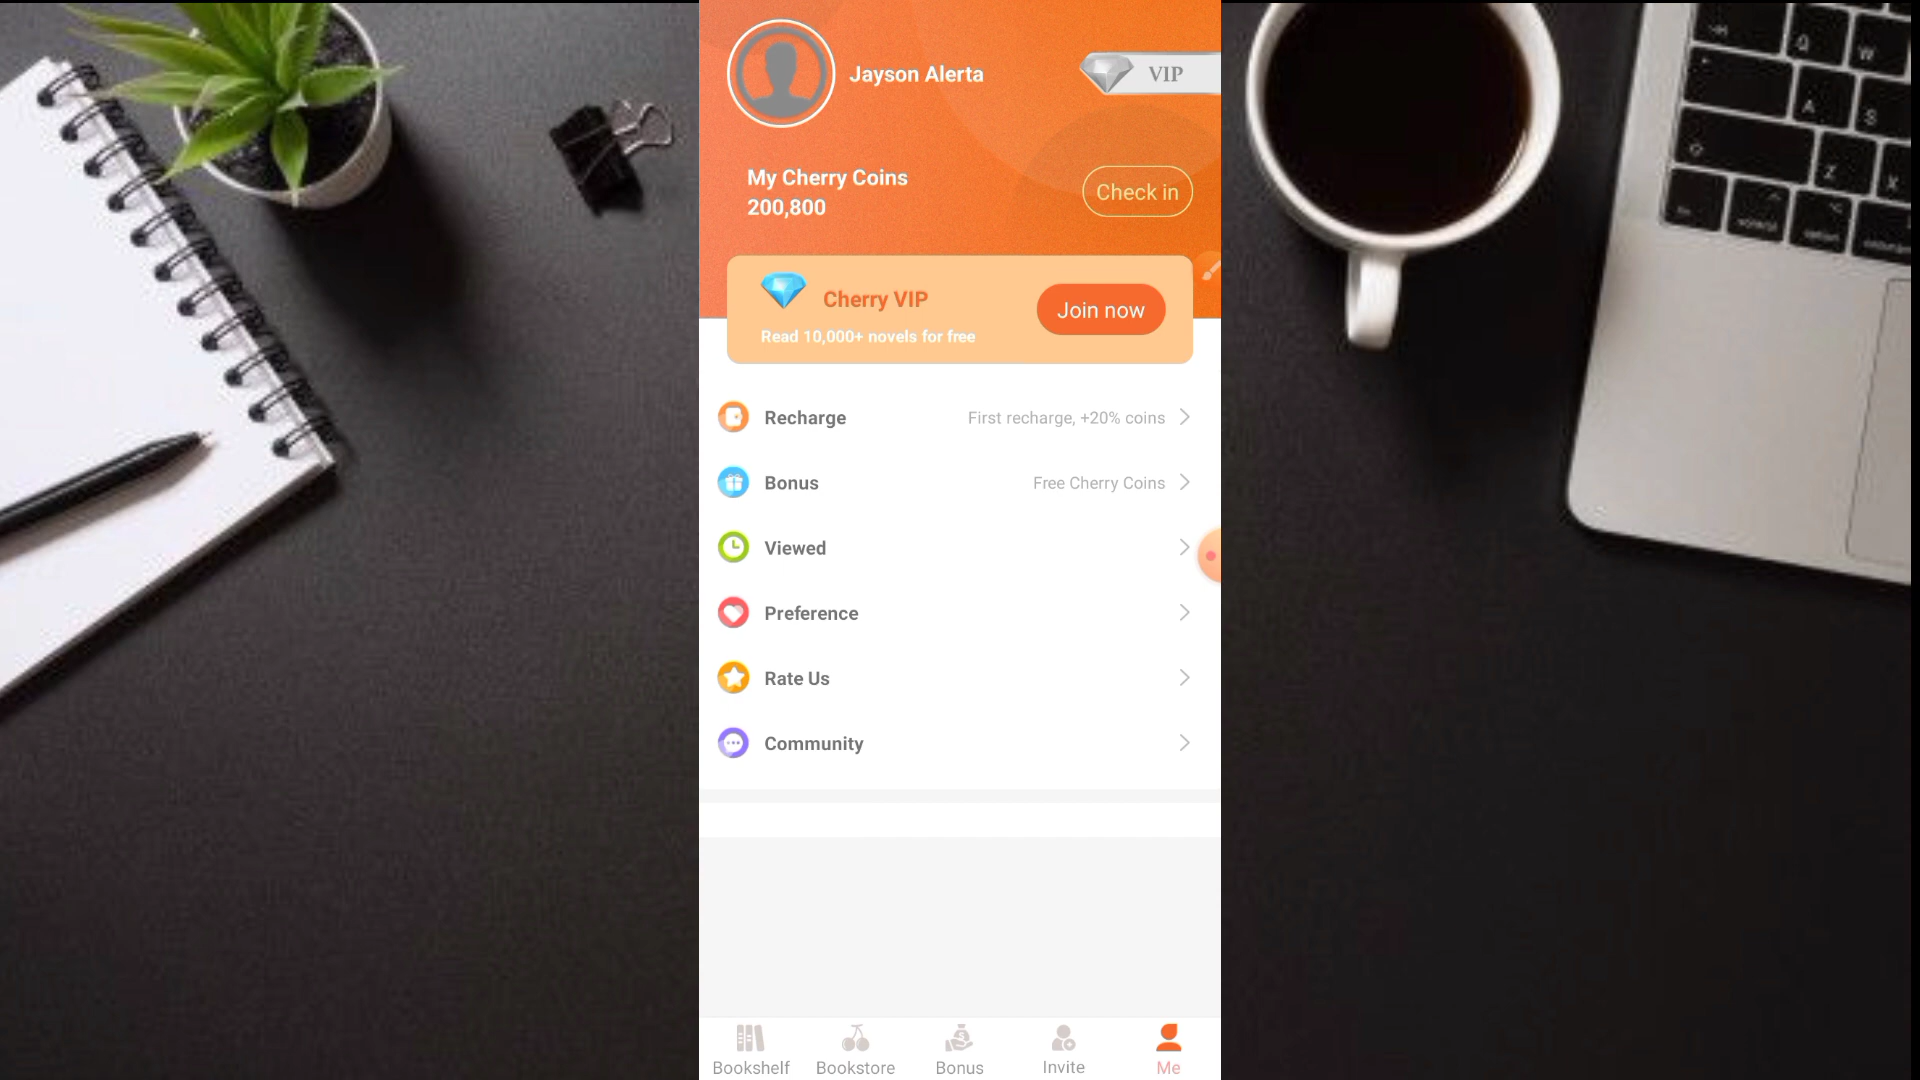 Jayson Alerta
VIP
My Cherry Coins
200,800
Check in
Cherry VIP
Read 10,000+ novels for free
Join now
Recharge
First recharge, +20% coins
Bonus
Free Cherry Coins
Viewed
Preference
Rate Us
Community
Bookshelf
Bookstore
Bonus
Invite
Me
Q
W
A
S
Z
X